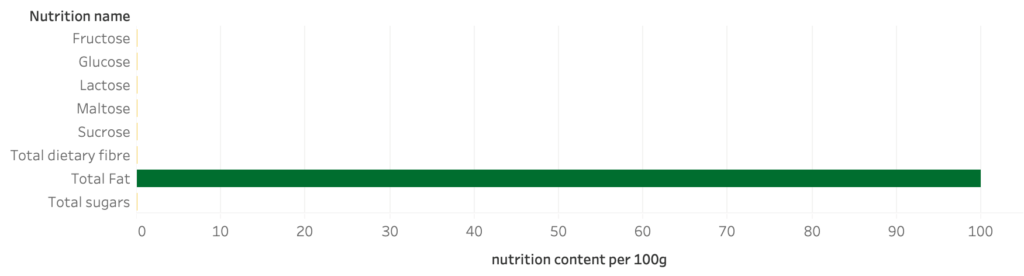 Nutrition name
Fructose
Glucose
Lactose
Maltose
Sucrose
Total dietary fibre
Total Fat
Total sugars
0 10 20 30 40 50 60 70 80 90 100
nutrition content per 100g